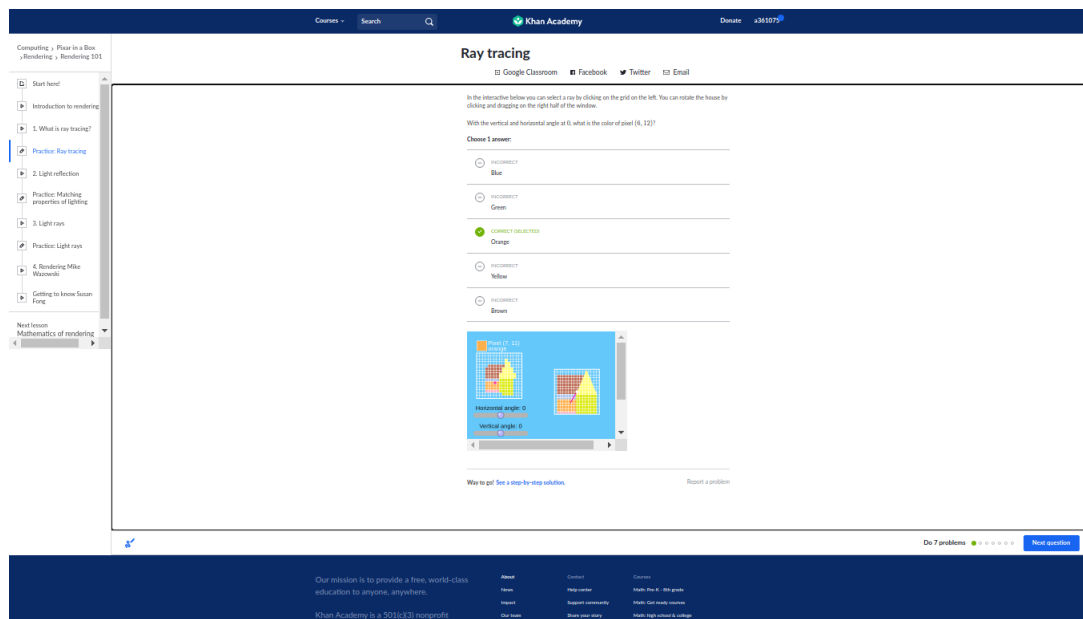 Courses
Search
Khan Academy
Donate
a361075
Computing › Pixar in a Box
› Rendering › Rendering 101
Start here!
Introduction to rendering
1. What is ray tracing?
Practice: Ray tracing
2. Light reflection
Practice: Matching
properties of lighting
3. Light rays
Practice: Light rays
4. Rendering Mike
Wazowski
Getting to know Susan
Fong
Next lesson
Mathematics of rendering
Ray tracing
Google Classroom
Facebook
Twitter
Email
In the interactive below you can select a ray by clicking on the grid on the left. You can rotate the house by
clicking and dragging on the right half of the window.
With the vertical and horizontal angle at 0, what is the color of pixel (6, 12)?
Choose 1 answer:
INCORRECT
Blue
INCORRECT
Green
CORRECT (SELECTED)
Orange
INCORRECT
Yellow
INCORRECT
Brown
Pixel (7, 11)
orange
Horizontal angle: 0
Vertical angle: 0
Way to go! See a step-by-step solution.
Report a problem
Do 7 problems
Next question
Our mission is to provide a free, world-class
education to anyone, anywhere.
Khan Academy is a 501(c)(3) nonprofit
About
News
Impact
Our team
Contact
Help center
Support community
Share your story
Courses
Math: Pre-K - 8th grade
Math: Get ready courses
Math: high school & college